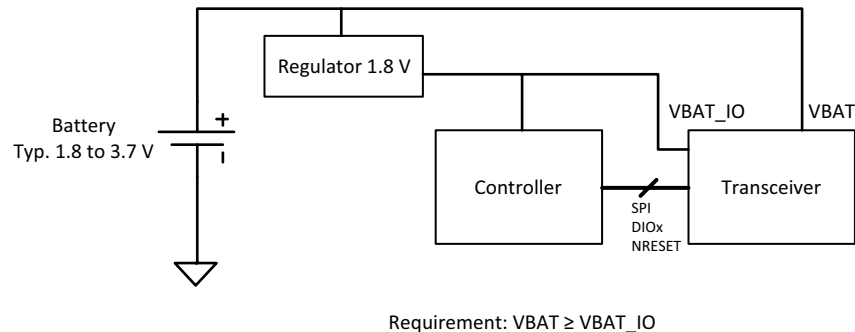 Regulator 1.8 V
VBAT_IO
VBAT
Battery
Typ. 1.8 to 3.7 V
+
Controller
Transceiver
SPI
DIOx
NRESET
Requirement: VBAT ≥ VBAT_IO